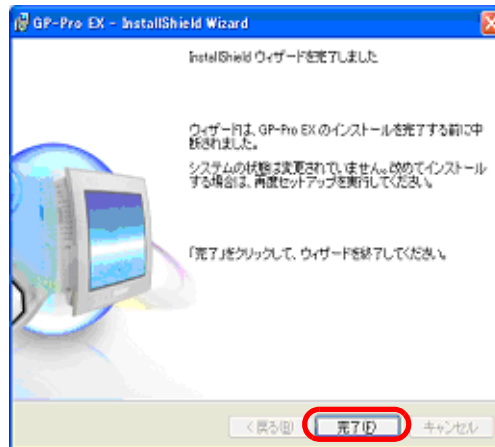 GP-Pro EX - InstallShield Wizard
InstallShield ウィザードを完了しました
ウィザードは、GP-Pro EX のインストールを完了する前に中
断されました。
システムの状態は変更されていません。改めてインストール
する場合は、再度セットアップを実行してください。
「完了」をクリックして、ウィザードを終了してください。
< 戻る(B)
完了(F)
キャンセル